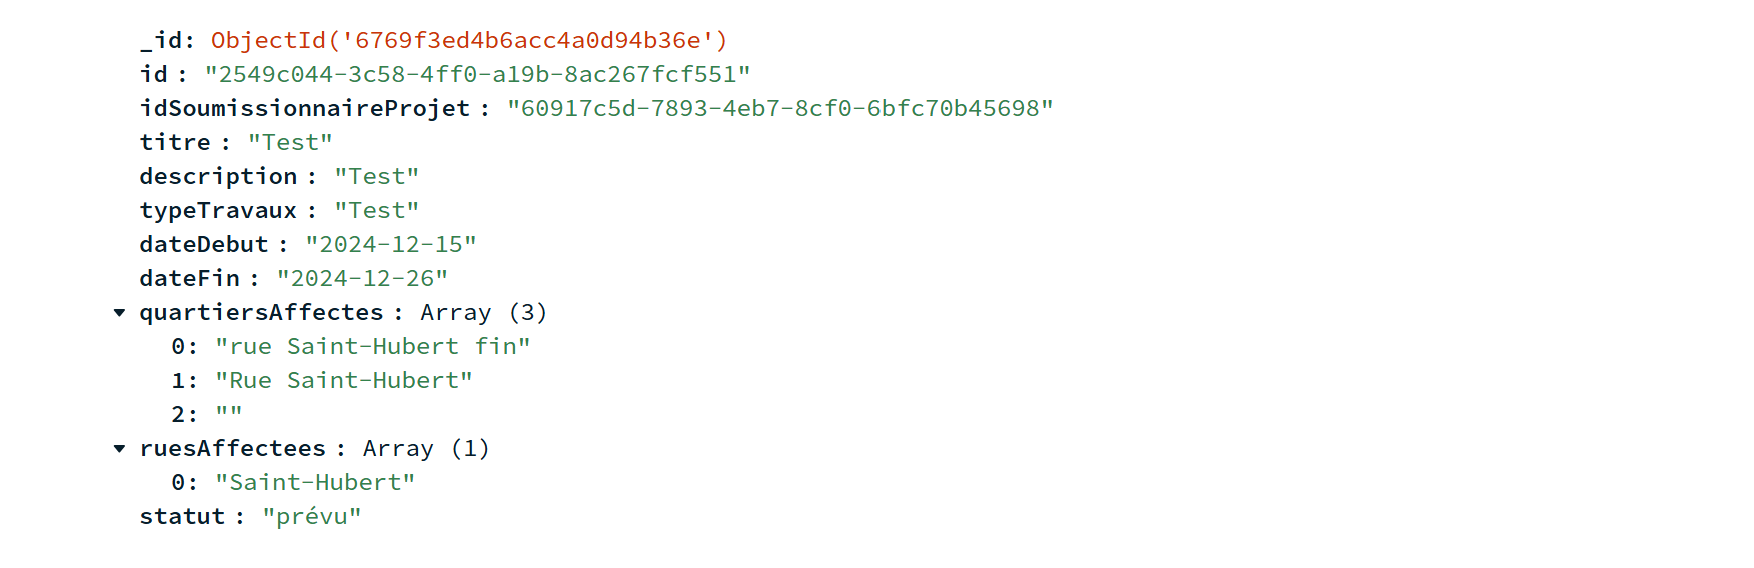 _id: ObjectId('6769f3ed4b6acc4a0d94b36e')
id : "2549c044-3c58-4ff0-a19b-8ac267fcf551"
idSoumissionnaireProjet : "60917c5d-7893-4eb7-8cf0-6bfc70b45698"
titre : "Test"
description : "Test"
typeTravaux : "Test"
dateDebut : "2024-12-15"
dateFin : "2024-12-26"
quartiersAffectes : Array (3)
0: "rue Saint-Hubert fin"
1: "Rue Saint-Hubert"
2: ""
ruesAffectees : Array (1)
0: "Saint-Hubert"
statut : "prévu"